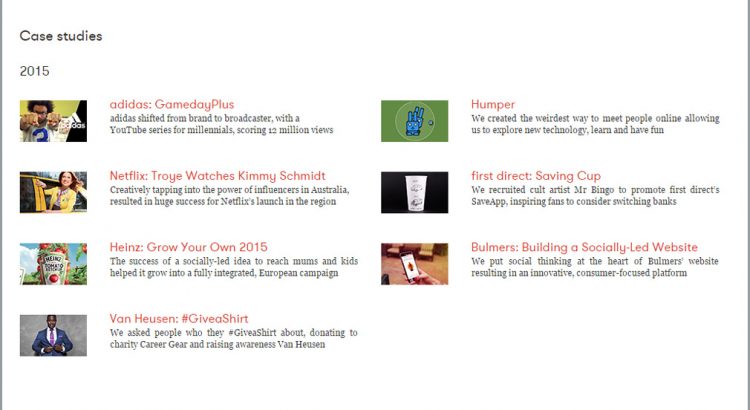 Case studies
2015
adidas: GamedayPlus
adidas shifted from brand to broadcaster, with a
YouTube series for millennials, scoring 12 million views
Humper
We created the weirdest way to meet people online allowing
us to explore new technology, learn and have fun
Netflix: Troye Watches Kimmy Schmidt
Creatively tapping into the power of influencers in Australia,
resulted in huge success for Netflix's launch in the region
first direct: Saving Cup
We recruited cult artist Mr Bingo to promote first direct's
SaveApp, inspiring fans to consider switching banks
Heinz: Grow Your Own 2015
The success of a socially-led idea to reach mums and kids
helped it grow into a fully integrated, European campaign
Bulmers: Building a Socially-Led Website
We put social thinking at the heart of Bulmers' website
resulting in an innovative, consumer-focused platform
Van Heusen: #GiveaShirt
We asked people who they #GiveaShirt about, donating to
charity Career Gear and raising awareness Van Heusen
adidas
HEINZ
TOMATO